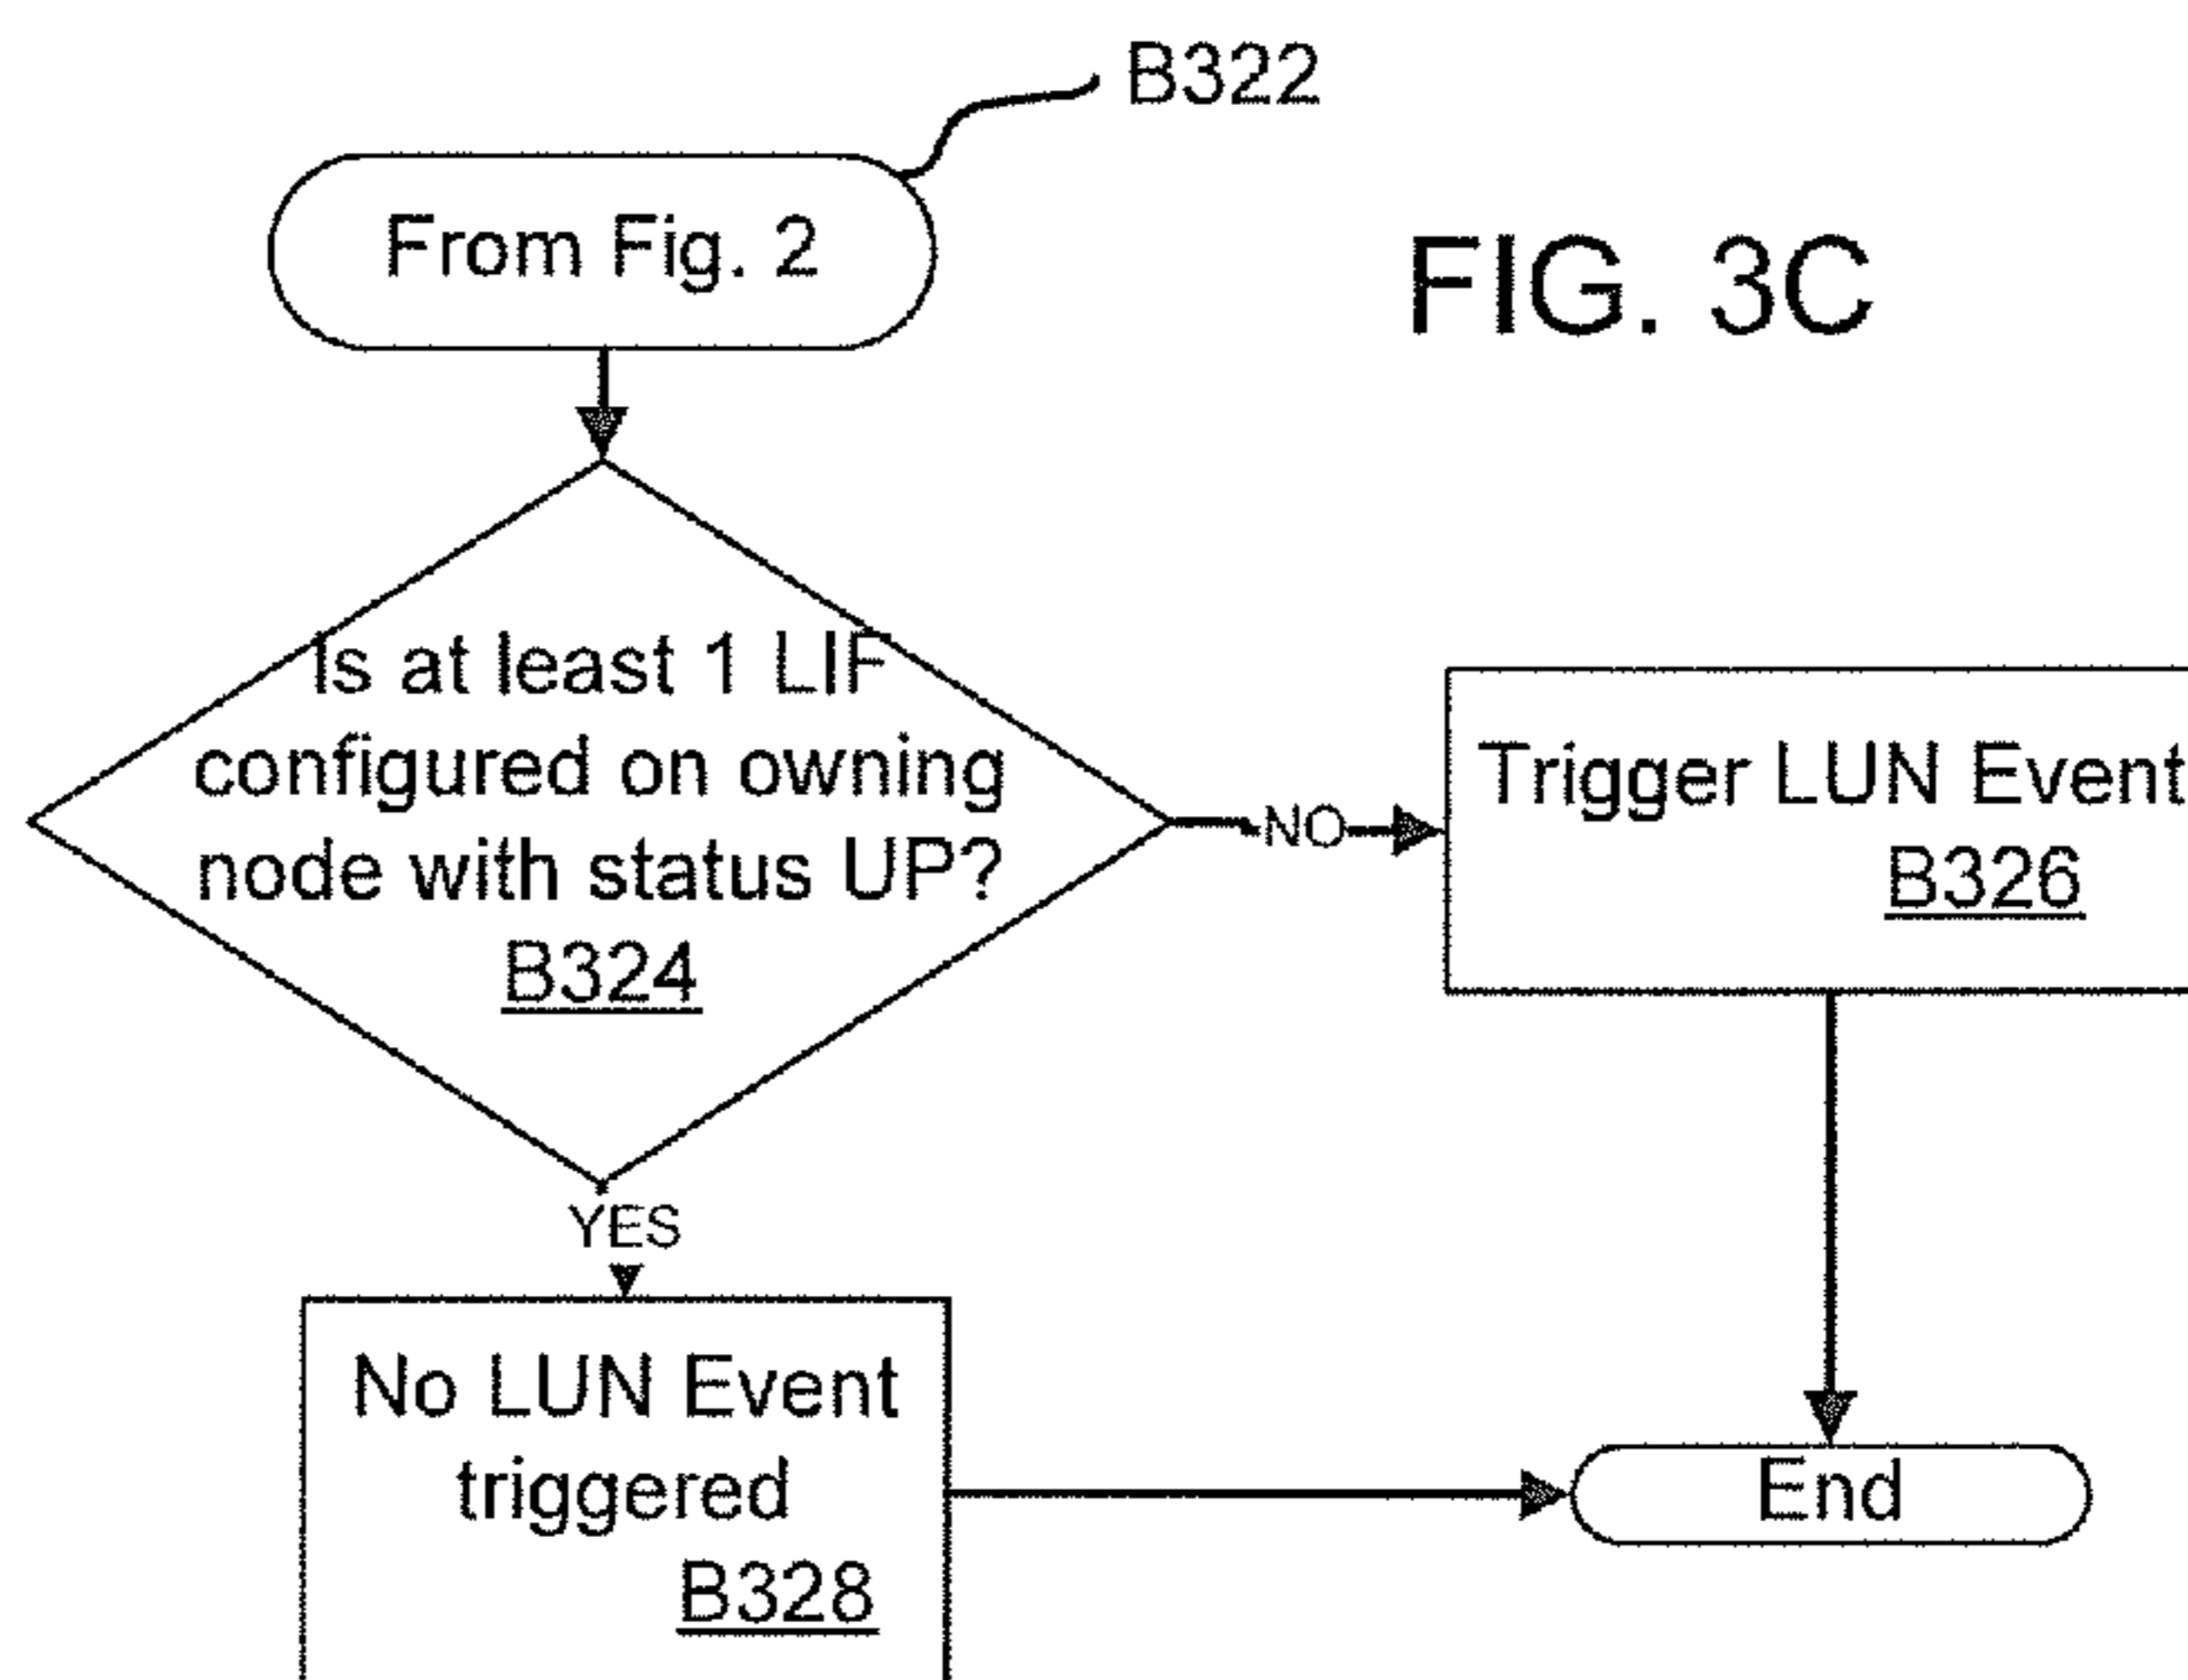 B322
From Fig. 2
FIG. 3C
Is at least 1 LIF
configured on owning
node with status UP?
B324
NO
Trigger LUN Event
B326
YES
No LUN Event
triggered
B328
End